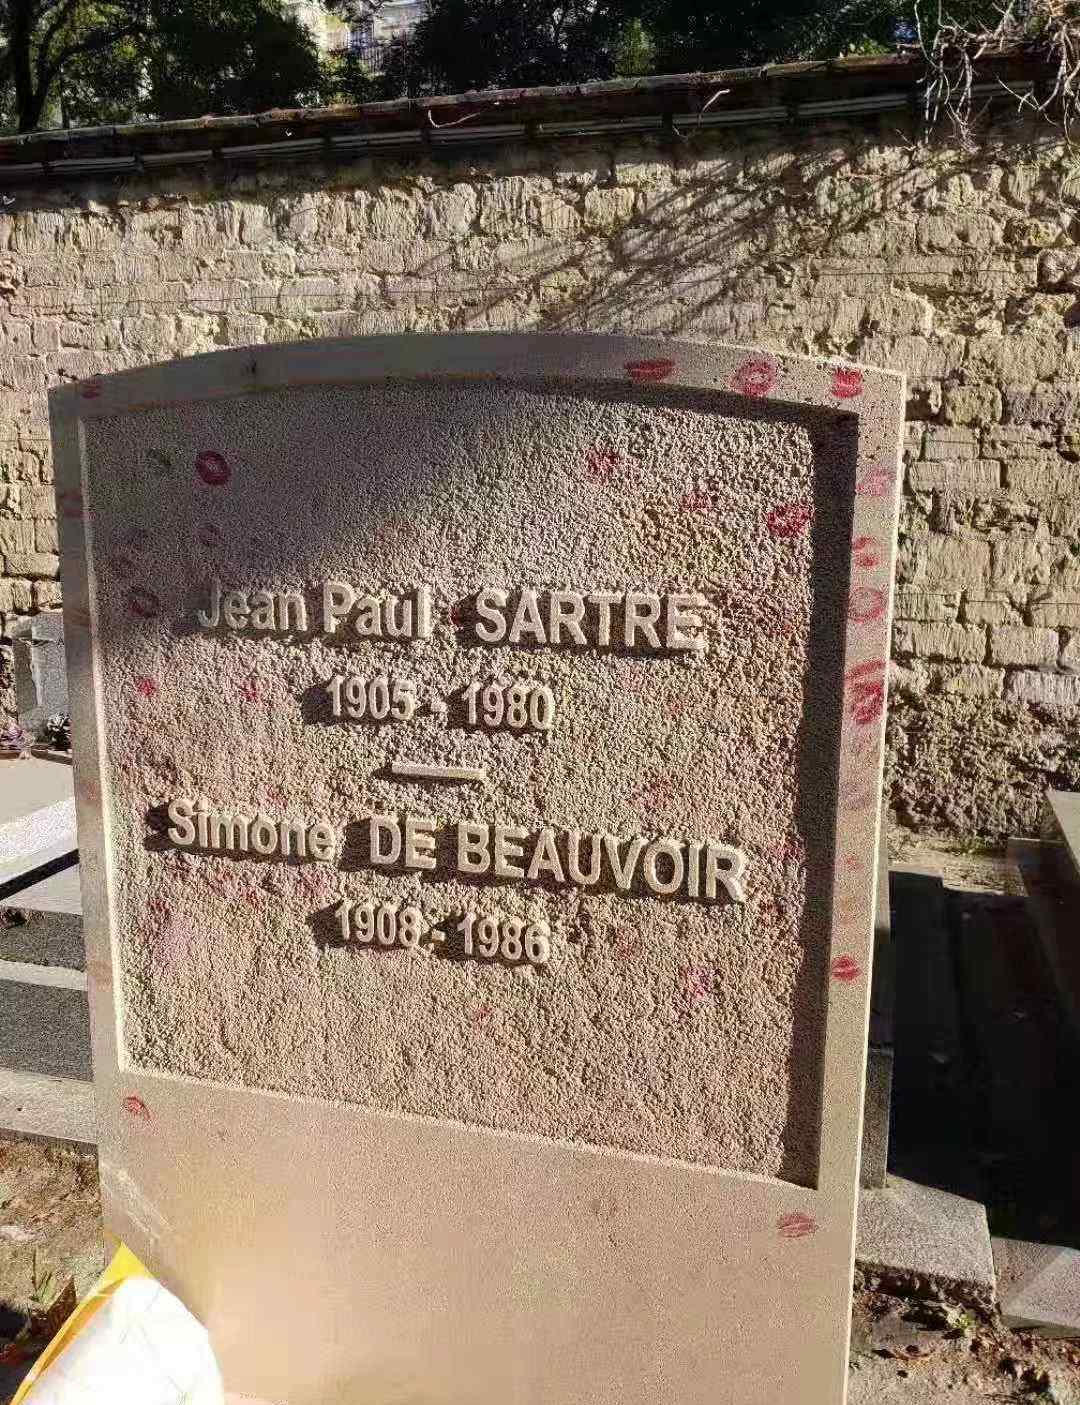 Jean Paul SARTRE
1905 - 1980
Simone DE BEAUVOIR
1908 - 1986